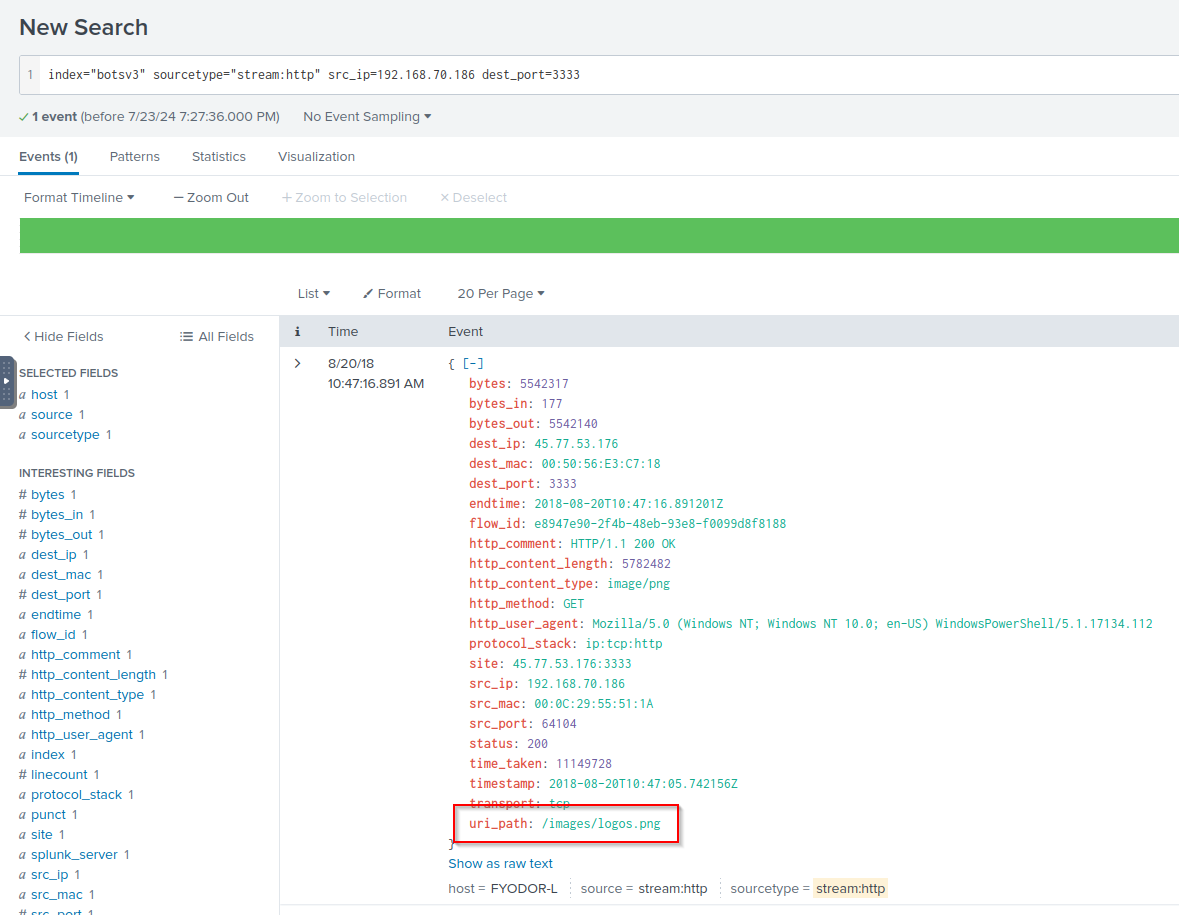 New Search
1 index="botsv3" sourcetype="stream:http" src_ip=192.168.70.186 dest_port=3333
1 event (before 7/23/24 7:27:36.000 PM) No Event Sampling
Events (1) Patterns Statistics Visualization
Format Timeline — Zoom Out + Zoom to Selection × Deselect
List Format 20 Per Page
Hide Fields All Fields
SELECTED FIELDS
a host 1
a source 1
a sourcetype 1
INTERESTING FIELDS
# bytes 1
# bytes_in 1
# bytes_out 1
a dest_ip 1
a dest_mac 1
# dest_port 1
a endtime 1
a flow_id 1
a http_comment 1
# http_content_length 1
a http_content_type 1
a http_method 1
a http_user_agent 1
a index 1
# linecount 1
a protocol_stack 1
a punct 1
a site 1
a splunk_server 1
a src_ip 1
a src_mac 1
# src_port 1
i Time Event
8/20/18
10:47:16.891 AM
{ [-]
bytes: 5542317
bytes_in: 177
bytes_out: 5542140
dest_ip: 45.77.53.176
dest_mac: 00:50:56:E3:C7:18
dest_port: 3333
endtime: 2018-08-20T10:47:16.891201Z
flow_id: e8947e90-2f4b-48eb-93e8-f0099d8f8188
http_comment: HTTP/1.1 200 OK
http_content_length: 5782482
http_content_type: image/png
http_method: GET
http_user_agent: Mozilla/5.0 (Windows NT; Windows NT 10.0; en-US) WindowsPowerShell/5.1.17134.112
protocol_stack: ip:tcp:http
site: 45.77.53.176:3333
src_ip: 192.168.70.186
src_mac: 00:0C:29:55:51:1A
src_port: 64104
status: 200
time_taken: 11149728
timestamp: 2018-08-20T10:47:05.742156Z
transport: tcp
uri_path: /images/logos.png
}
Show as raw text
host = FYODOR-L source = stream:http sourcetype = stream:http